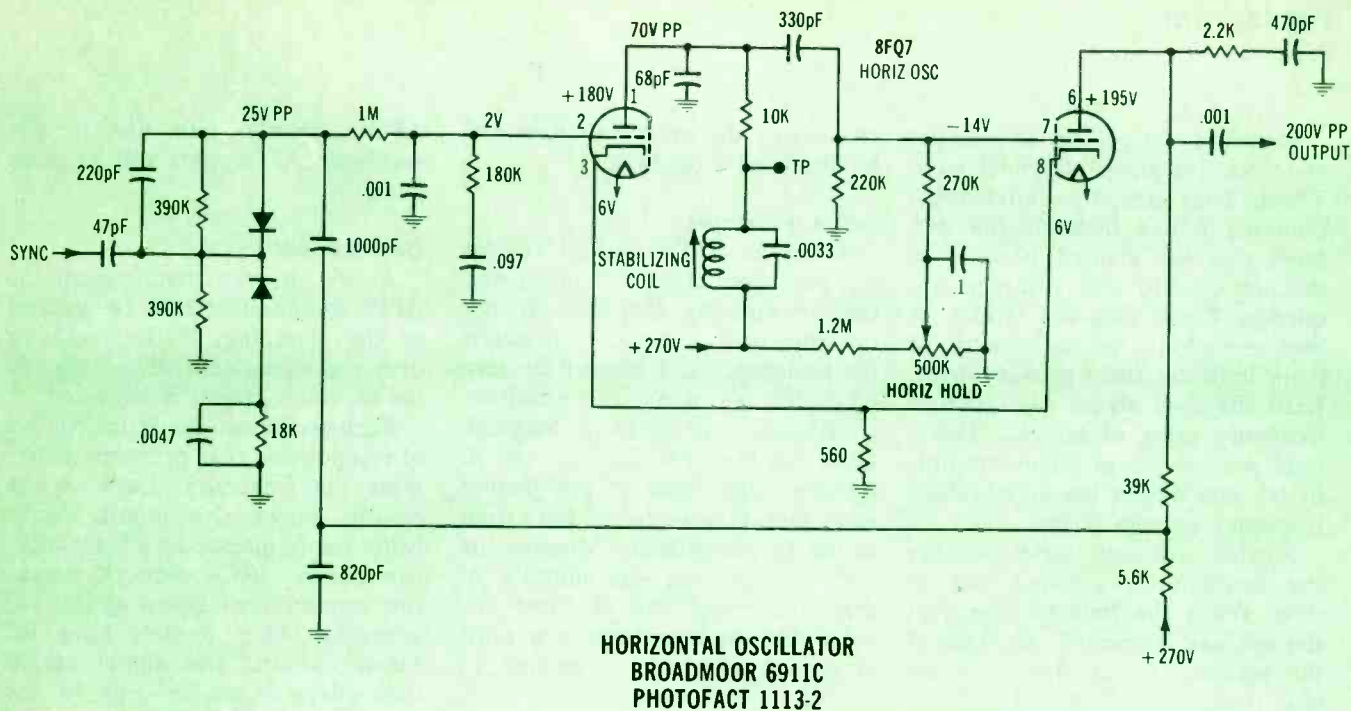 70V PP
330pF
8FQ7
HORIZ OSC
2.2K
470pF
68pF
+180V
1
6
+195V
25V PP
1M
2V
2
10K
-14V
7
.001
200V PP
OUTPUT
220pF
390K
.001
180K
3
6V
TP
220K
270K
8
6V
47pF
SYNC
1000pF
STABILIZING
COIL
.0033
.097
.1
390K
+270V
1.2M
500K
HORIZ HOLD
.0047
18K
560
39K
820pF
5.6K
+270V
HORIZONTAL OSCILLATOR
BROADMOOR 6911C
PHOTOFACT 1113-2